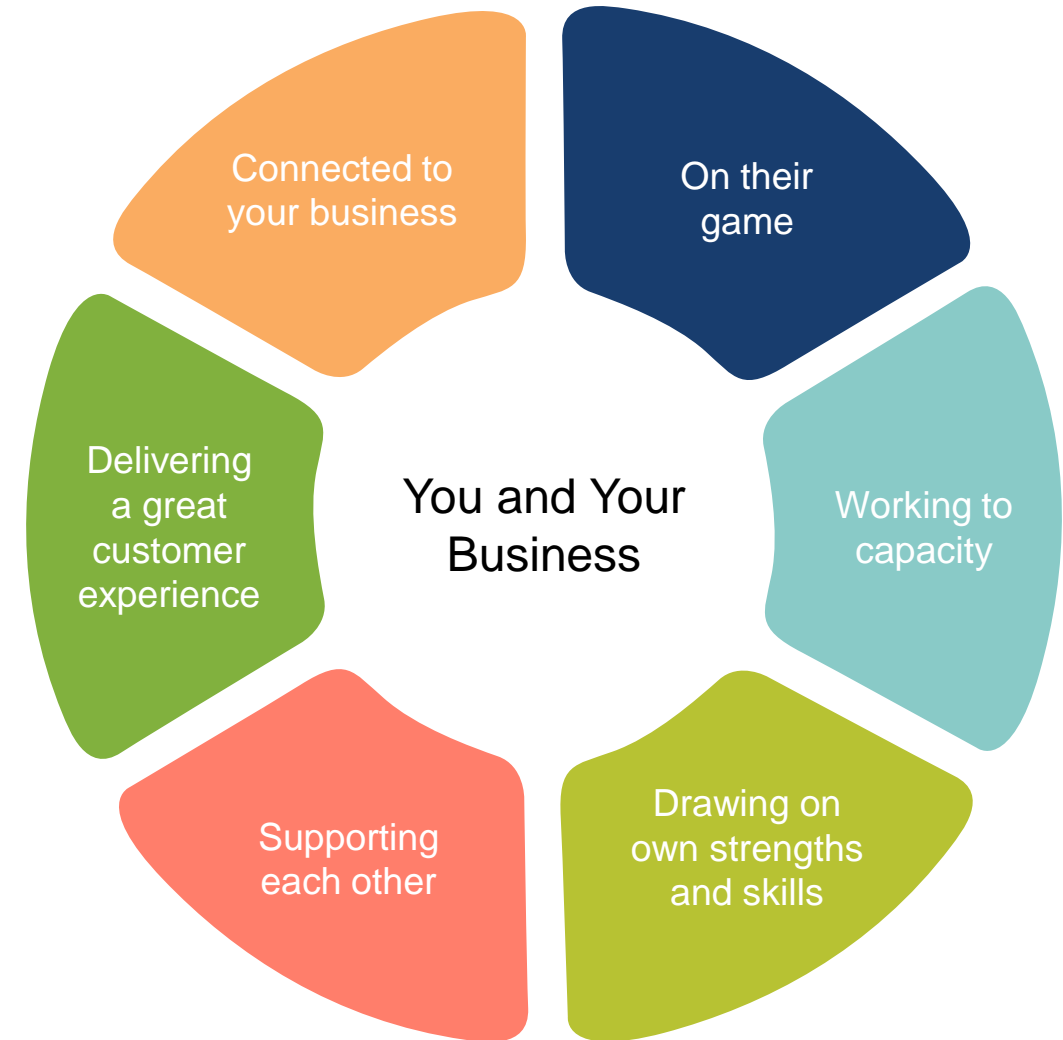 On their
game
Working to
capacity
Drawing on
own strengths
and skills
Supporting
each other
Delivering
a great
customer
experience
Connected to
your business
You and Your
Business